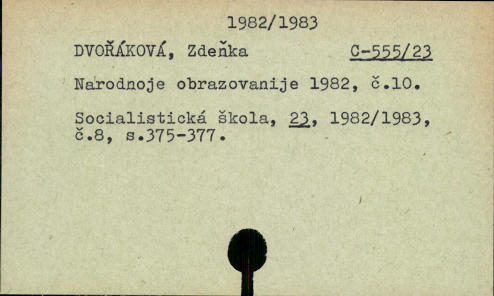 1982/1983
DVOŘÁKOVÁ, Zdeňka C-555/23
Narodnoje obrazovanije 1982, č.10.
Socialistická škola, 23, 1982/1983,
č.8, s.375-377.